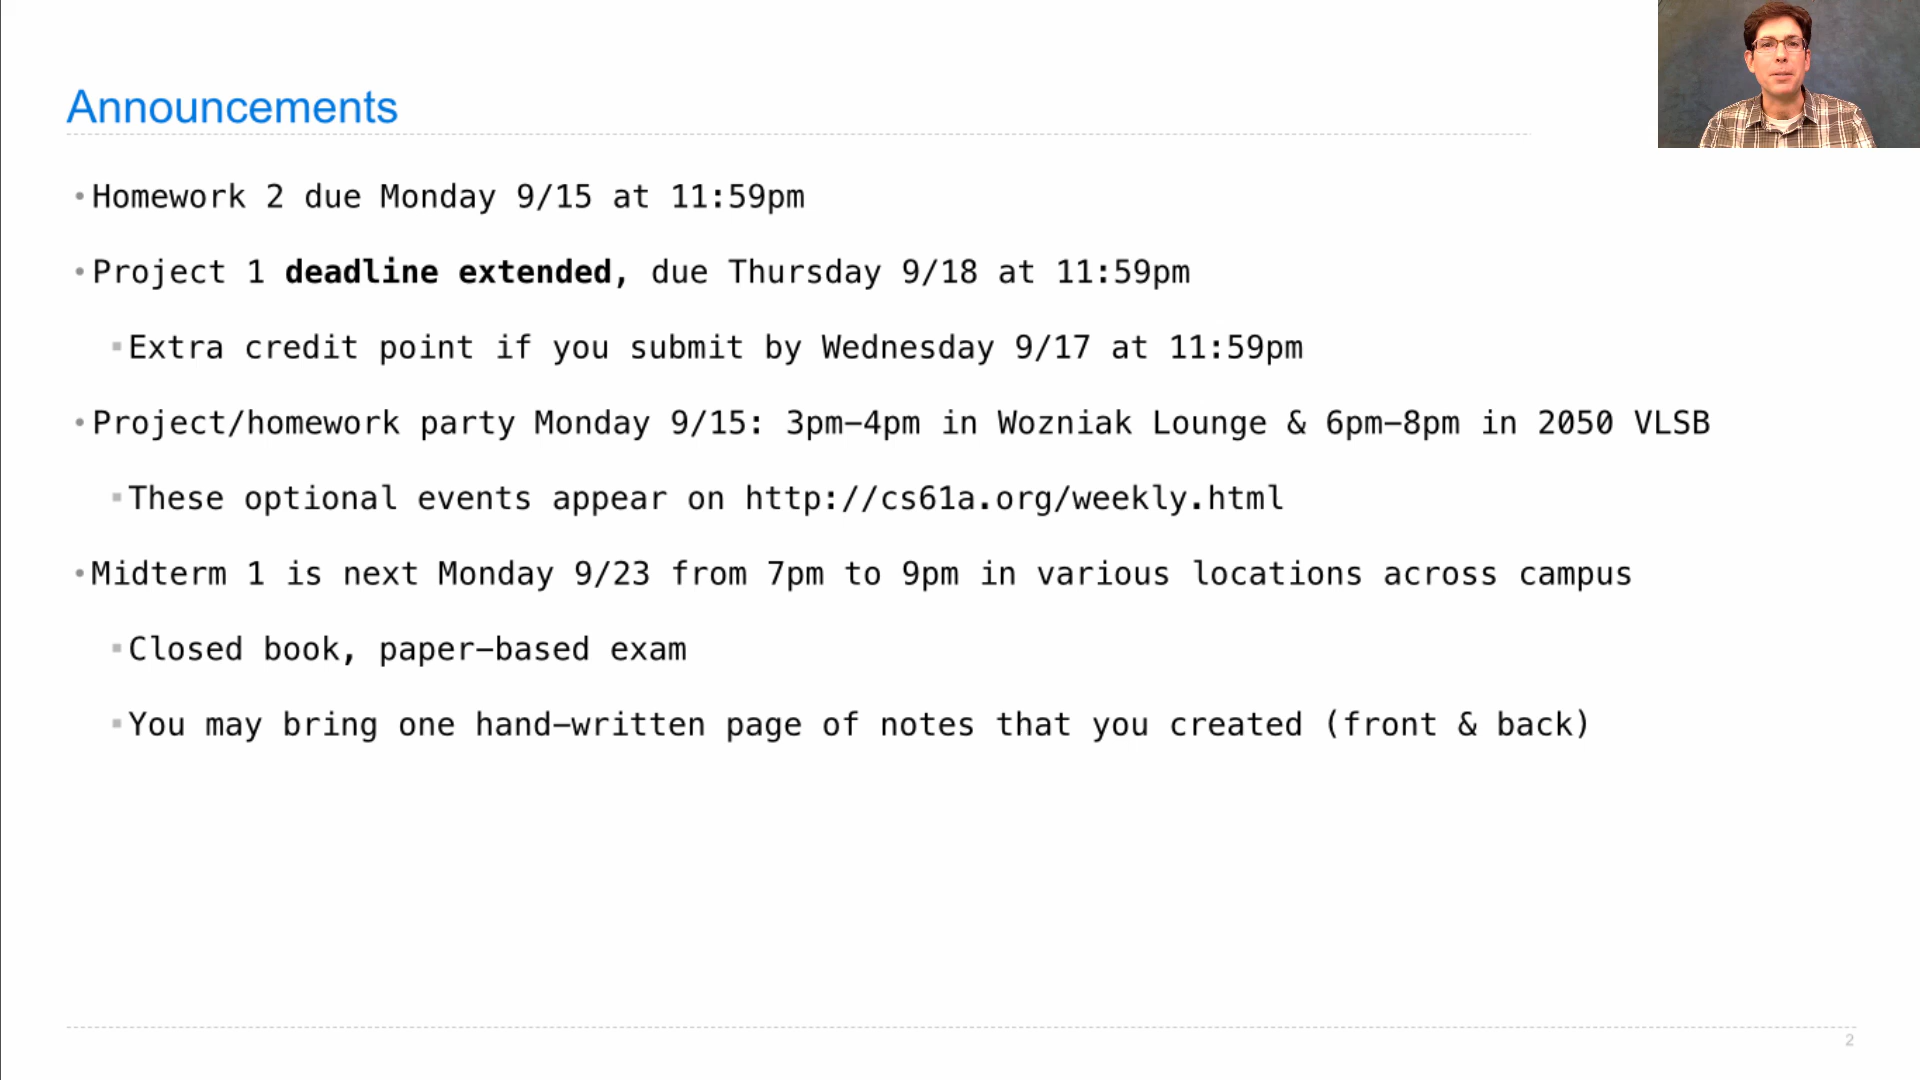 Announcements
•Homework 2 due Monday 9/15 at 11:59pm
•Project 1 deadline extended, due Thursday 9/18 at 11:59pm
▪Extra credit point if you submit by Wednesday 9/17 at 11:59pm
•Project/homework party Monday 9/15: 3pm–4pm in Wozniak Lounge & 6pm–8pm in 2050 VLSB
▪These optional events appear on http://cs61a.org/weekly.html
•Midterm 1 is next Monday 9/23 from 7pm to 9pm in various locations across campus
▪Closed book, paper–based exam
▪You may bring one hand–written page of notes that you created (front & back)
2